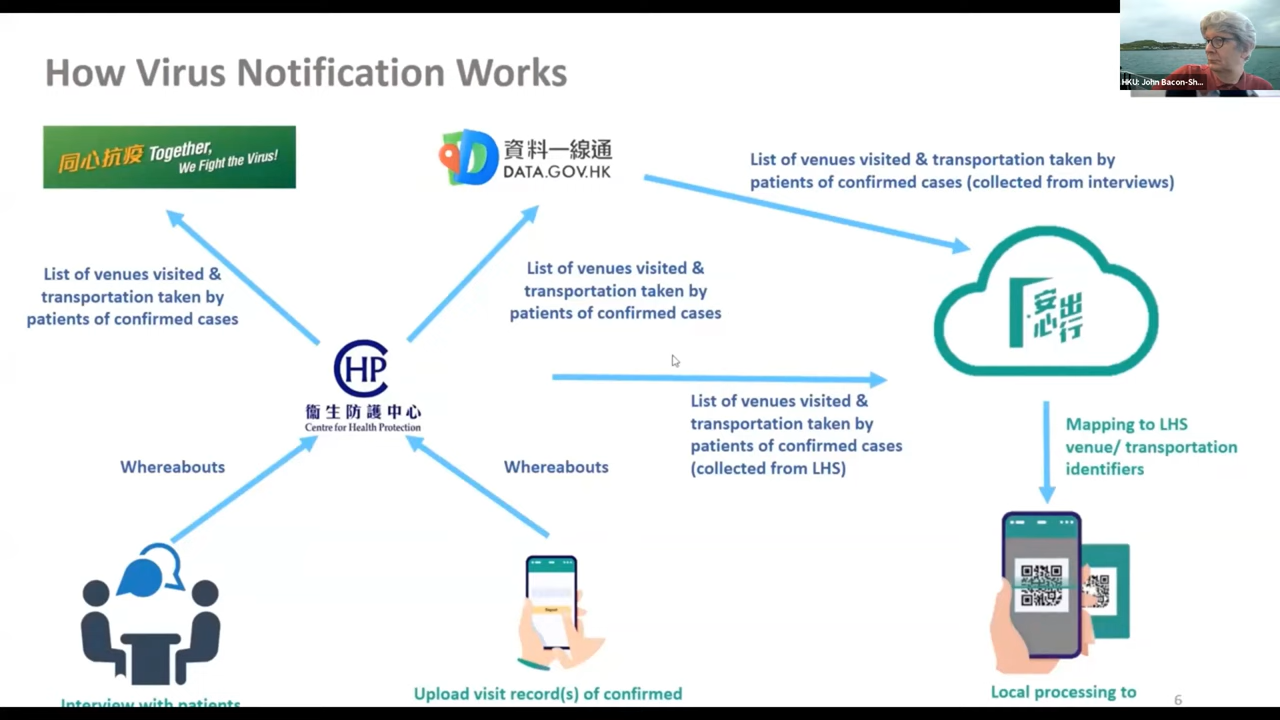 How Virus Notification Works
HKU: John Bacon-Sh...
同心抗疫 Together,
We Fight the Virus!
資料一線通
DATA.GOV.HK
List of venues visited & transportation taken by
patients of confirmed cases (collected from interviews)
List of venues visited &
transportation taken by
patients of confirmed cases
List of venues visited &
transportation taken by
patients of confirmed cases
安心出行
CHP
衞生防護中心
Centre for Health Protection
List of venues visited &
transportation taken by
patients of confirmed cases
(collected from LHS)
Mapping to LHS
venue/ transportation
identifiers
Whereabouts
Whereabouts
Interview with patients
Upload visit record(s) of confirmed
Local processing to
6